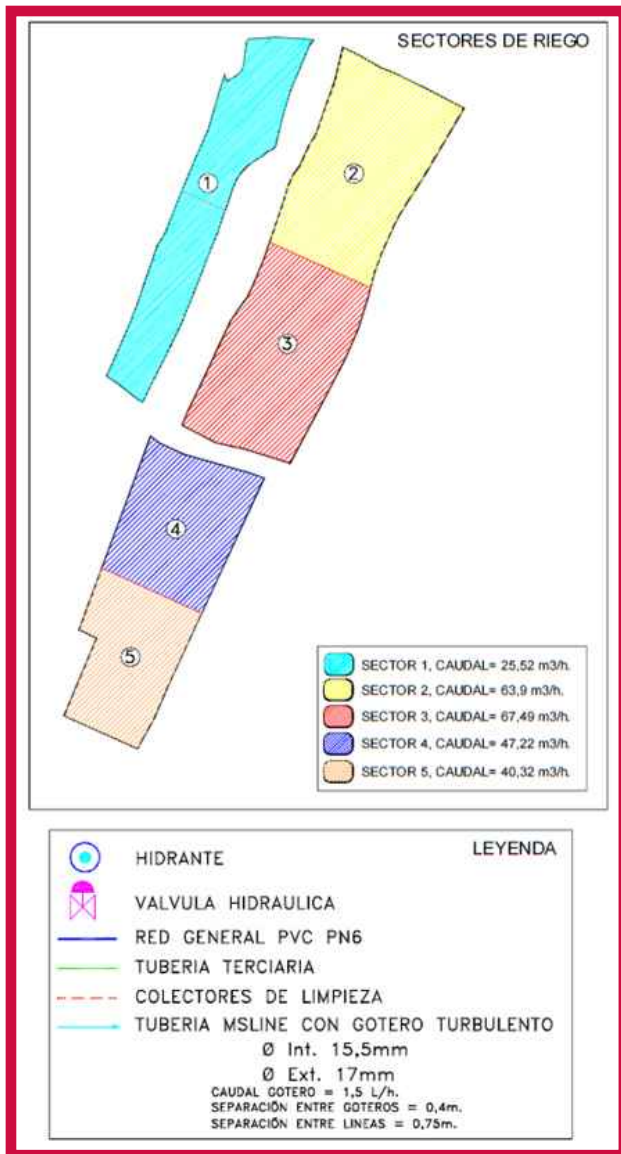 SECTORES DE RIEGO
1
2
3
4
5
SECTOR 1, CAUDAL= 25,52 m3/h.
SECTOR 2, CAUDAL= 63,9 m3/h.
SECTOR 3, CAUDAL= 67,49 m3/h.
SECTOR 4, CAUDAL= 47,22 m3/h.
SECTOR 5, CAUDAL= 40,32 m3/h.
LEYENDA
HIDRANTE
VALVULA HIDRAULICA
RED GENERAL PVC PN6
TUBERIA TERCIARIA
COLECTORES DE LIMPIEZA
TUBERIA MSLINE CON GOTERO TURBULENTO
Ø Int. 15,5mm
Ø Ext. 17mm
CAUDAL GOTERO = 1,5 L/h.
SEPARACIÓN ENTRE GOTEROS = 0,4m.
SEPARACIÓN ENTRE LINEAS = 0,75m.